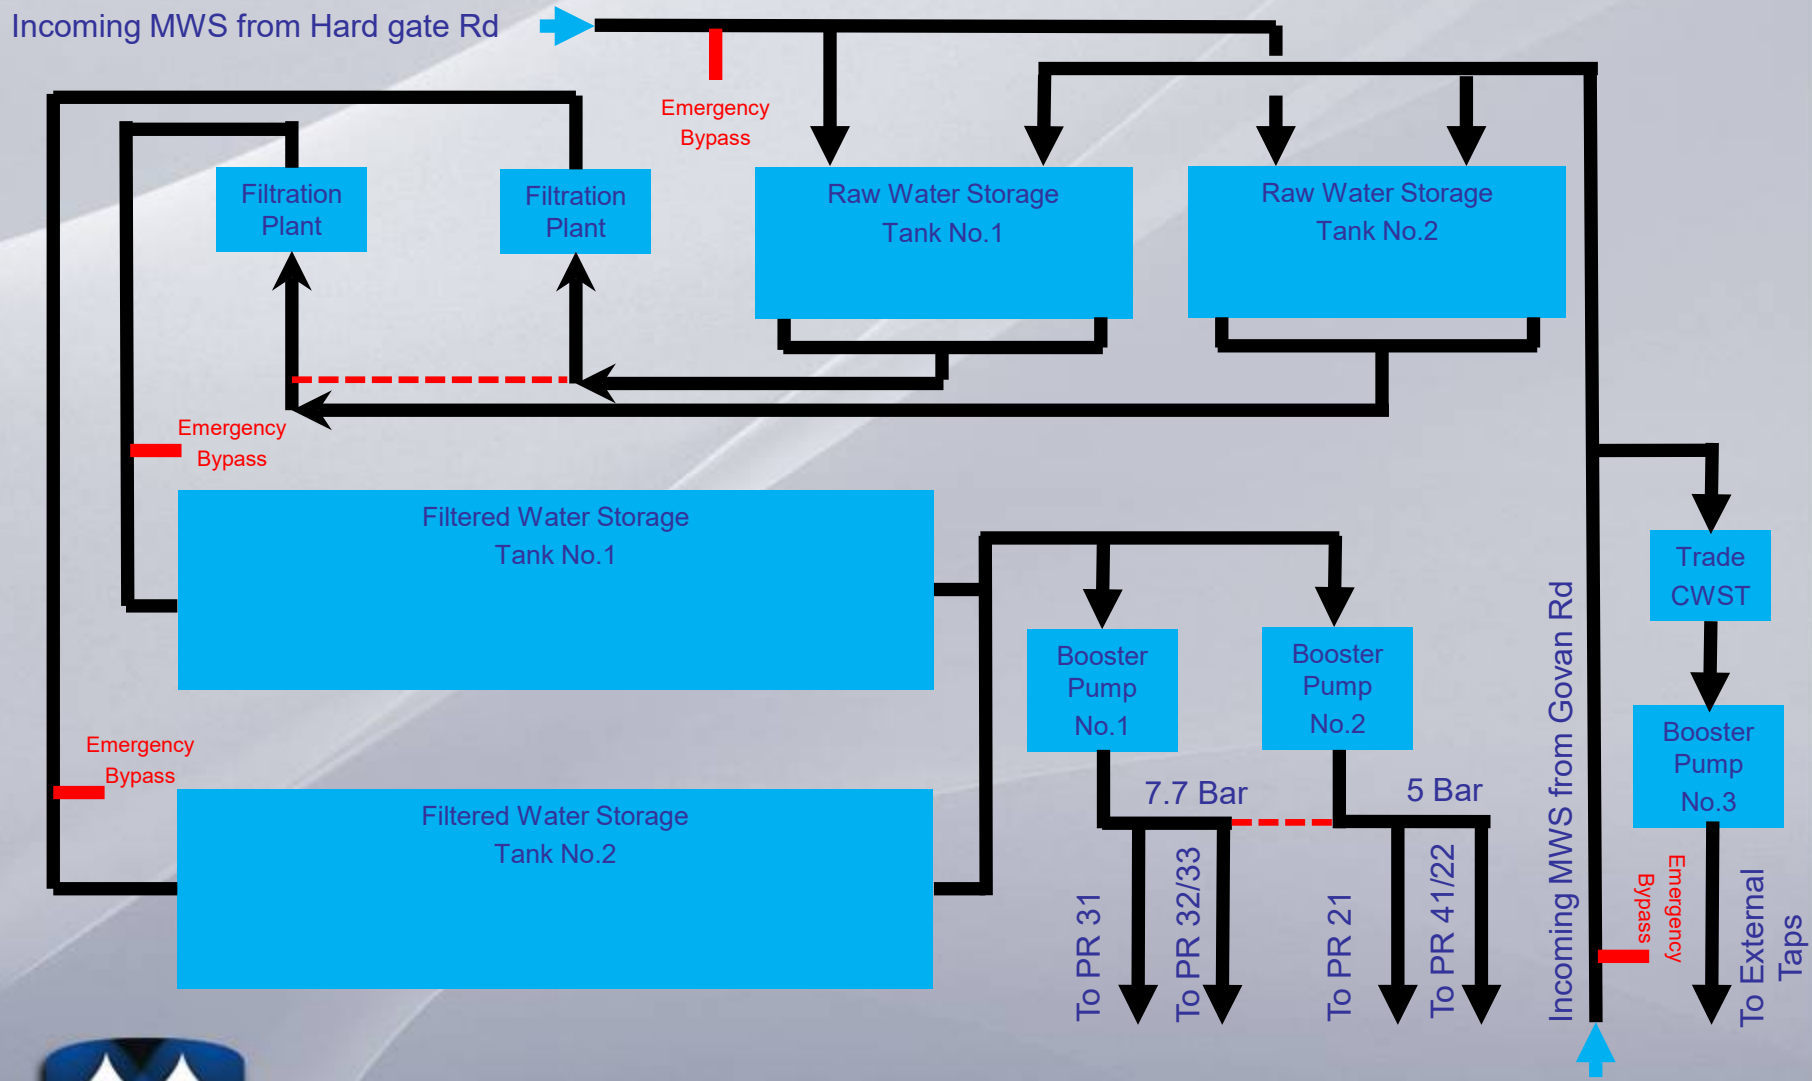 Incoming MWS from Hard gate Rd
Emergency
Bypass
Filtration
Plant
Filtration
Plant
Raw Water Storage
Tank No.1
Raw Water Storage
Tank No.2
Emergency
Bypass
Filtered Water Storage
Tank No.1
Trade
CWST
Booster
Pump
No.1
Booster
Pump
No.2
Booster
Pump
No.3
Emergency
Bypass
Filtered Water Storage
Tank No.2
7.7 Bar
5 Bar
To PR 31
To PR 32/33
To PR 21
To PR 41/22
Incoming MWS from Govan Rd
Emergency
Bypass
To External
Taps